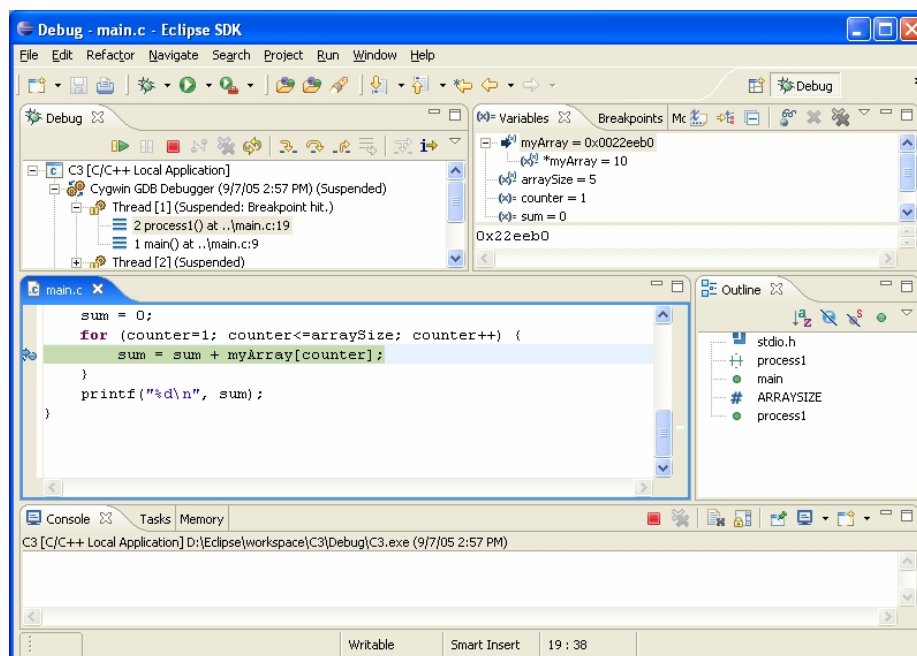 Debug - main.c - Eclipse SDK
File Edit Refactor Navigate Search Project Run Window Help
Debug
Debug
C3 [C/C++ Local Application]
Cygwin GDB Debugger (9/7/05 2:57 PM) (Suspended)
Thread [1] (Suspended: Breakpoint hit.)
2 process1() at ..\main.c:19
1 main() at ..\main.c:9
Thread [2] (Suspended)
(x)= Variables Breakpoints Mc
myArray = 0x0022eeb0
*myArray = 10
arraySize = 5
(x)= counter = 1
(x)= sum = 0
0x22eeb0
main.c
sum = 0;
for (counter=1; counter<=arraySize; counter++) {
sum = sum + myArray[counter];
}
printf("%d\n", sum);
}
Outline
stdio.h
process1
main
# ARRAYSIZE
process1
Console Tasks Memory
C3 [C/C++ Local Application] D:\Eclipse\workspace\C3\Debug\C3.exe (9/7/05 2:57 PM)
Writable Smart Insert 19 : 38